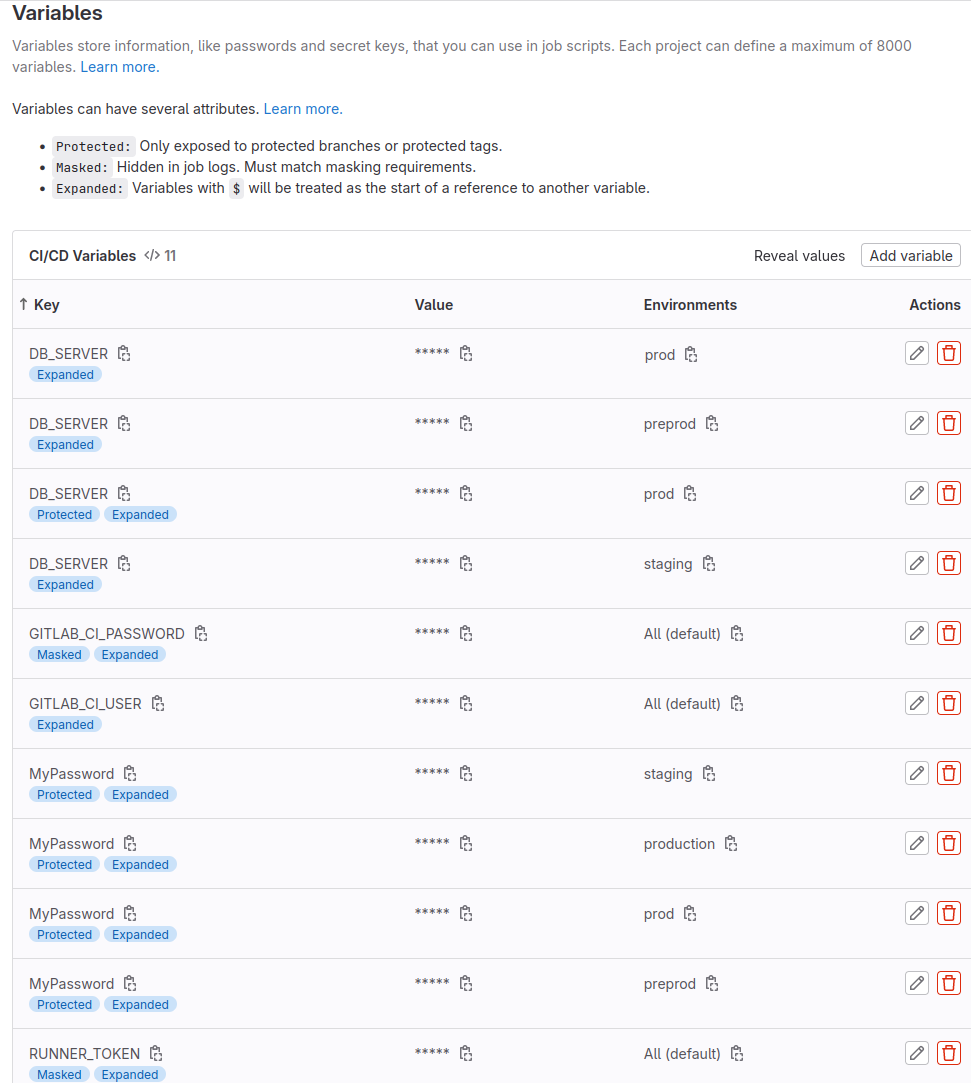 Variables
Variables store information, like passwords and secret keys, that you can use in job scripts. Each project can define a maximum of 8000
variables. Learn more.
Variables can have several attributes. Learn more.
• Protected: Only exposed to protected branches or protected tags.
• Masked: Hidden in job logs. Must match masking requirements.
• Expanded: Variables with $ will be treated as the start of a reference to another variable.
CI/CD Variables </> 11 Reveal values Add variable
↑ Key Value Environments Actions
DB_SERVER ***** prod
Expanded
DB_SERVER ***** preprod
Expanded
DB_SERVER ***** prod
Protected Expanded
DB_SERVER ***** staging
Expanded
GITLAB_CI_PASSWORD ***** All (default)
Masked Expanded
GITLAB_CI_USER ***** All (default)
Expanded
MyPassword ***** staging
Protected Expanded
MyPassword ***** production
Protected Expanded
MyPassword ***** prod
Protected Expanded
MyPassword ***** preprod
Protected Expanded
RUNNER_TOKEN ***** All (default)
Masked Expanded